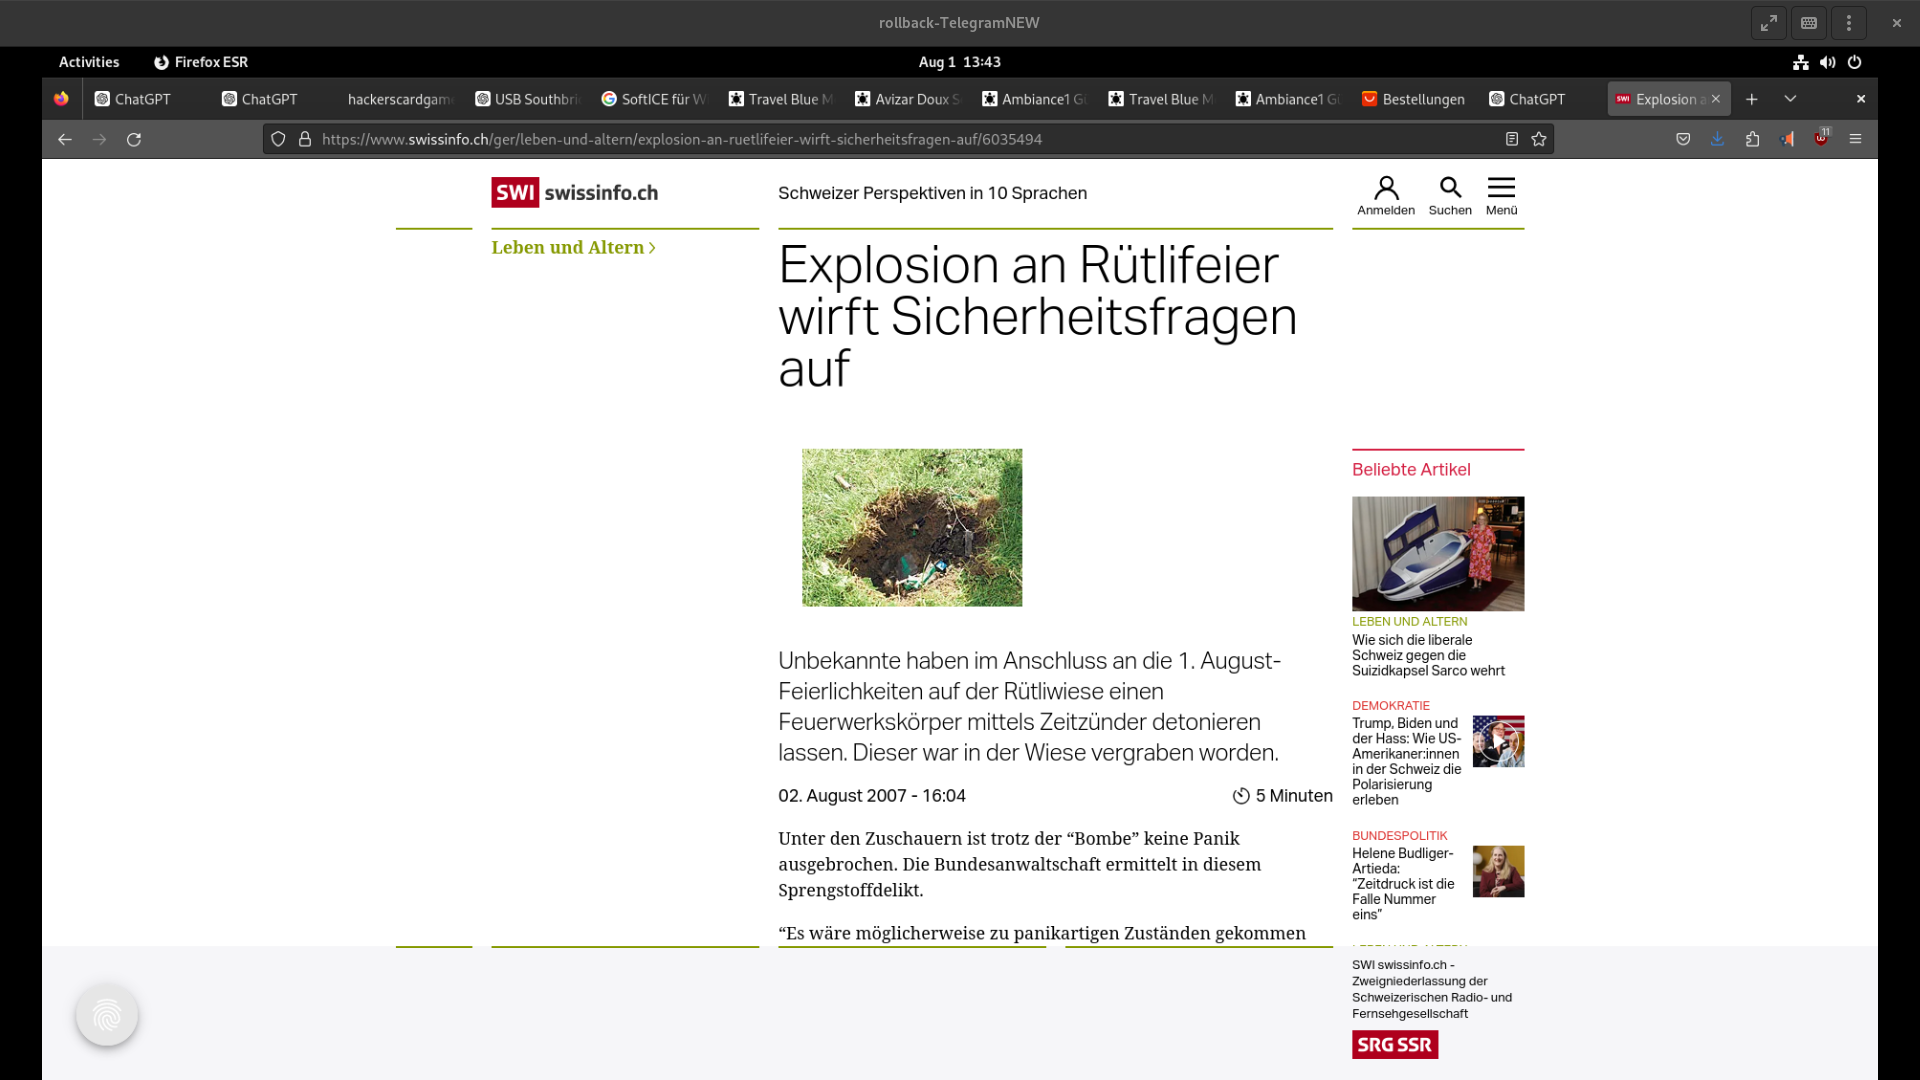 rollback-TelegramNEW
Activities
Firefox ESR
Aug 1 13:43
ChatGPT
ChatGPT
hackerscardgam
USB Southbri
SoftICE für W
Travel Blue M
Avizar Doux S
Ambiance1 G
Travel Blue M
Ambiance1 G
Bestellungen
ChatGPT
SWI
Explosion a
https://www.swissinfo.ch/ger/leben-und-altern/explosion-an-ruetlifeier-wirft-sicherheitsfragen-auf/6035494
11
SWI swissinfo.ch
Schweizer Perspektiven in 10 Sprachen
Anmelden
Suchen
Menü
Leben und Altern
Explosion an Rütlifeier
wirft Sicherheitsfragen
auf
Unbekannte haben im Anschluss an die 1. August-
Feierlichkeiten auf der Rütliwiese einen
Feuerwerkskörper mittels Zeitzünder detonieren
lassen. Dieser war in der Wiese vergraben worden.
02. August 2007 - 16:04
5 Minuten
Unter den Zuschauern ist trotz der “Bombe” keine Panik
ausgebrochen. Die Bundesanwaltschaft ermittelt in diesem
Sprengstoffdelikt.
“Es wäre möglicherweise zu panikartigen Zuständen gekommen
Beliebte Artikel
LEBEN UND ALTERN
Wie sich die liberale
Schweiz gegen die
Suizidkapsel Sarco wehrt
DEMOKRATIE
Trump, Biden und
der Hass: Wie US-
Amerikaner:innen
in der Schweiz die
Polarisierung
erleben
BUNDESPOLITIK
Helene Budliger-
Artieda:
“Zeitdruck ist die
Falle Nummer
eins”
SWI swissinfo.ch -
Zweigniederlassung der
Schweizerischen Radio- und
Fernsehgesellschaft
SRG SSR